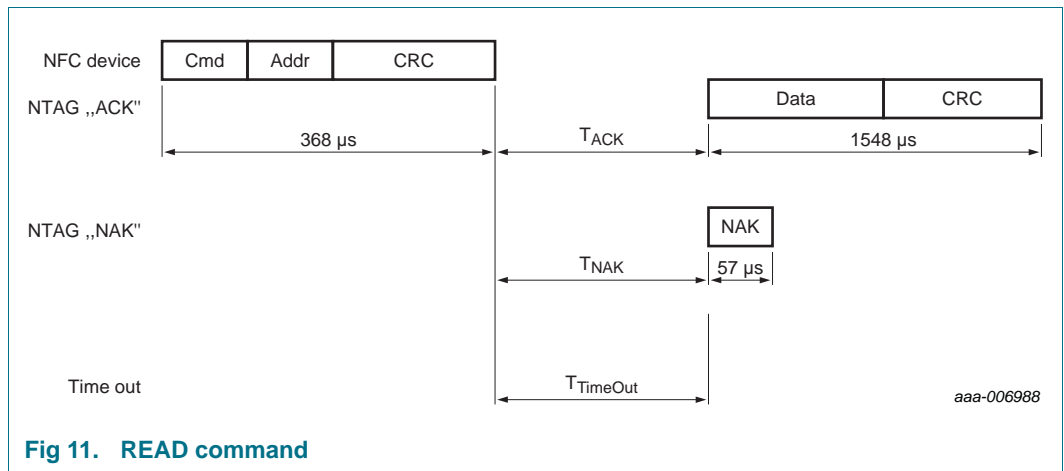 NFC device Cmd Addr CRC
NTAG ,,ACK" Data CRC
368 µs TACK 1548 µs
NTAG ,,NAK" NAK
TNAK 57 µs
Time out TTimeOut aaa-006988
Fig 11. READ command